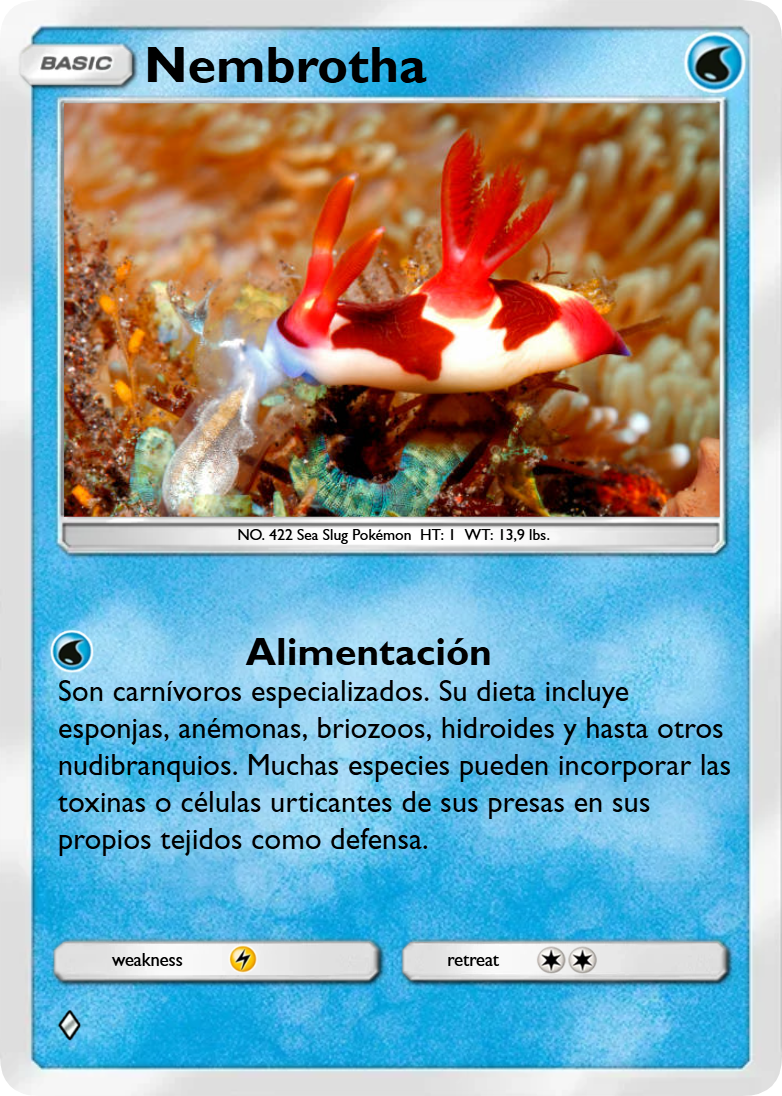 BASIC Nembrotha
NO. 422 Sea Slug Pokémon HT: 1 WT: 13,9 lbs.
Alimentación
Son carnívoros especializados. Su dieta incluye
esponjas, anémonas, briozoos, hidroides y hasta otros
nudibranquios. Muchas especies pueden incorporar las
toxinas o células urticantes de sus presas en sus
propios tejidos como defensa.
weakness retreat